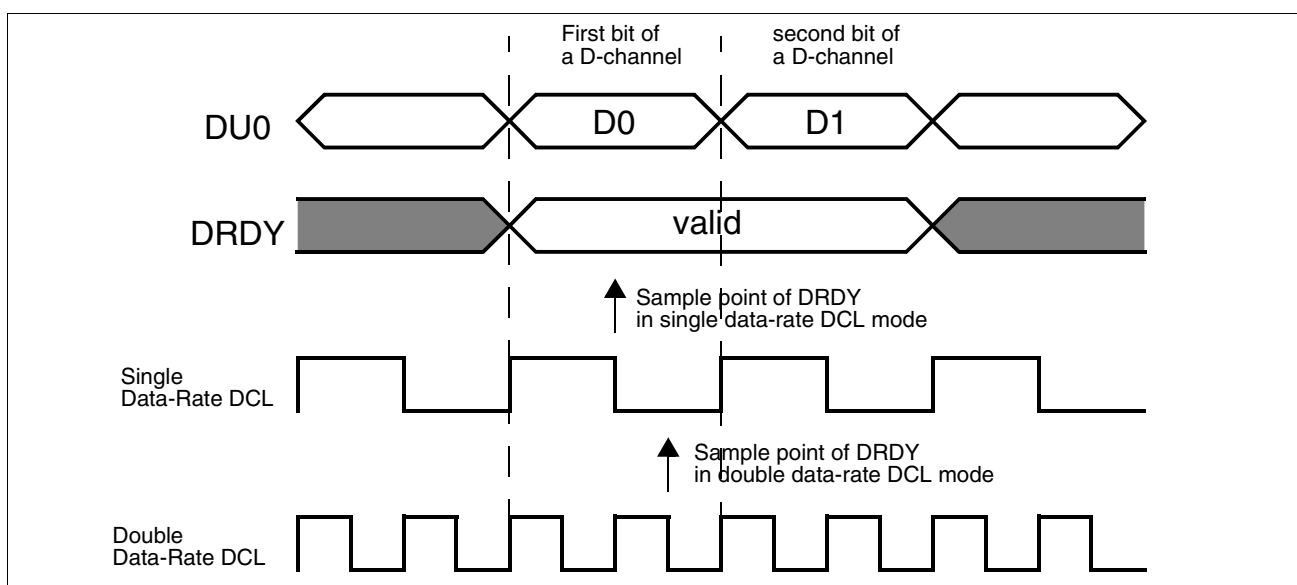 First bit of
a D-channel
second bit of
a D-channel
DU0
D0
D1
DRDY
valid
Sample point of DRDY
in single data-rate DCL mode
Single
Data-Rate DCL
Sample point of DRDY
in double data-rate DCL mode
Double
Data-Rate DCL